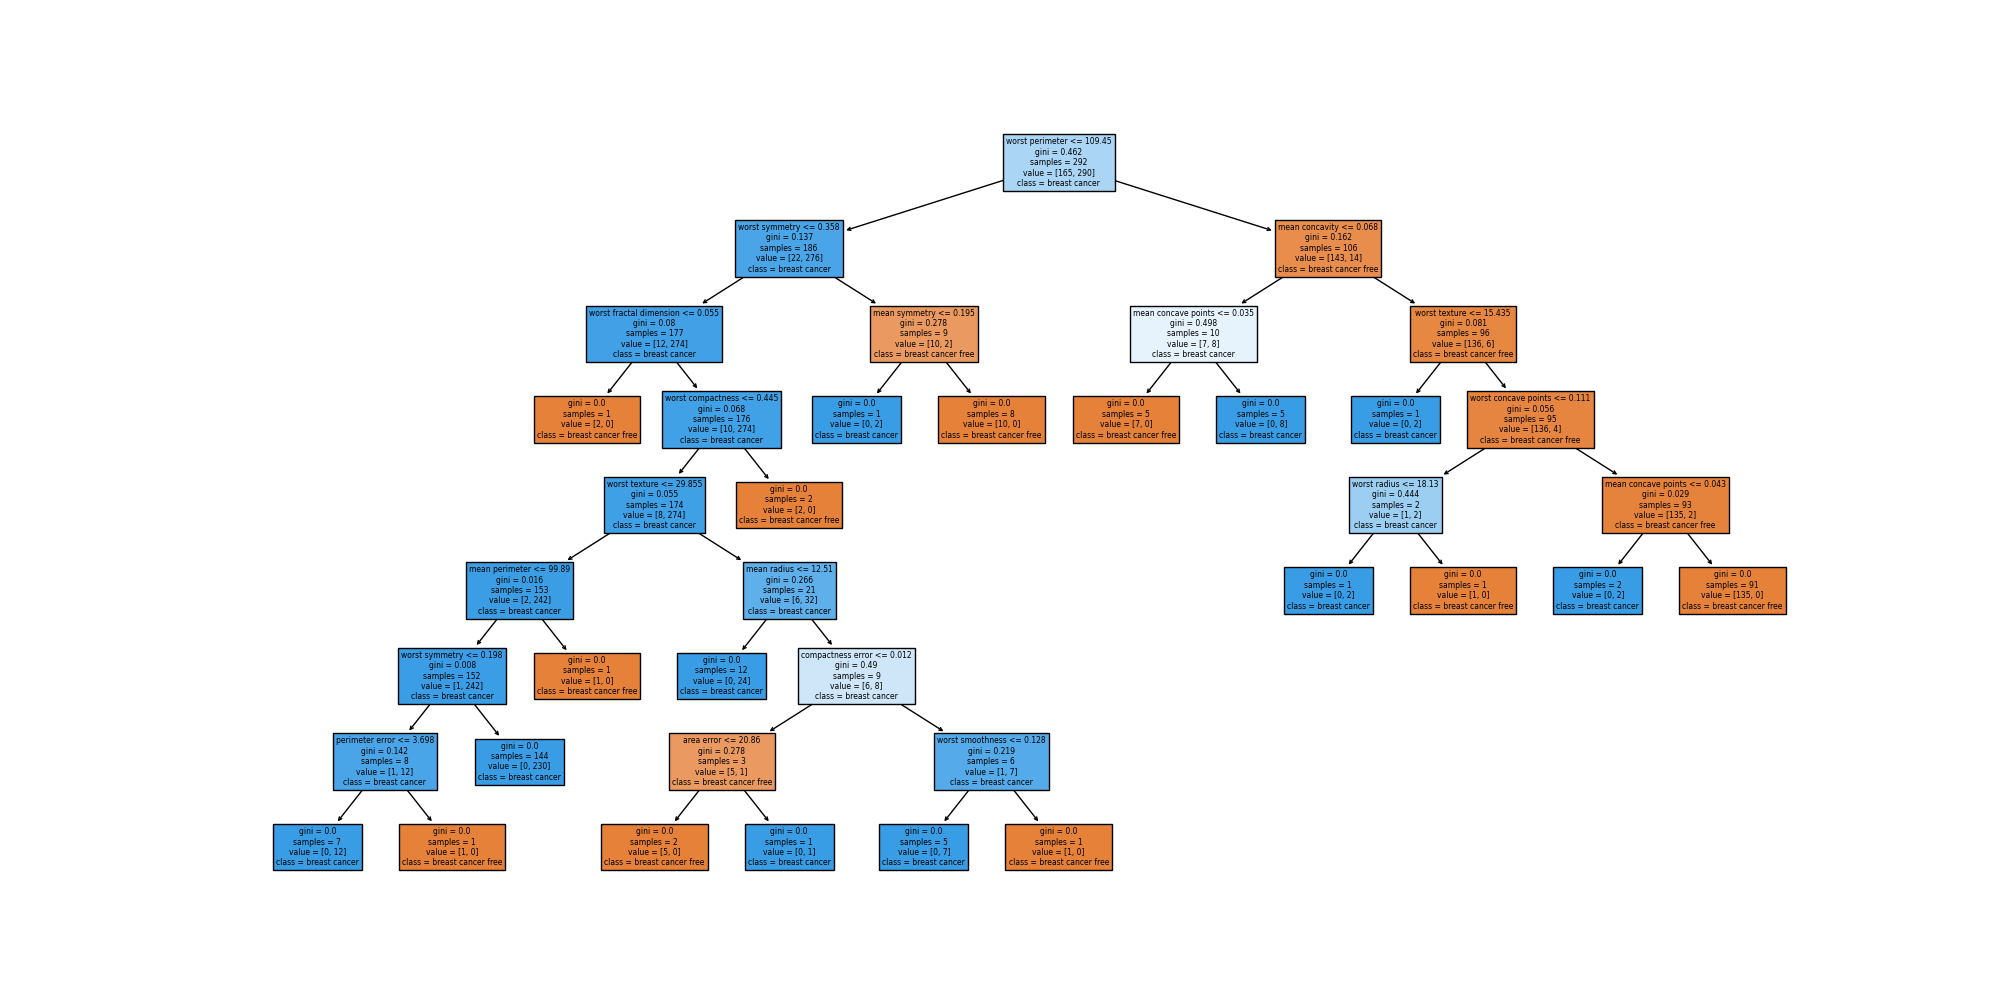 worst perimeter <= 109.45
gini = 0.462
samples = 292
value = [165, 290]
class = breast cancer
worst symmetry <= 0.358
gini = 0.137
samples = 186
value = [22, 276]
class = breast cancer
mean concavity <= 0.068
gini = 0.162
samples = 106
value = [143, 14]
class = breast cancer free
worst fractal dimension <= 0.055
gini = 0.08
samples = 177
value = [12, 274]
class = breast cancer
mean symmetry <= 0.195
gini = 0.278
samples = 9
value = [10, 2]
class = breast cancer free
mean concave points <= 0.035
gini = 0.498
samples = 10
value = [7, 8]
class = breast cancer
worst texture <= 15.435
gini = 0.081
samples = 96
value = [136, 6]
class = breast cancer free
gini = 0.0
samples = 1
value = [2, 0]
class = breast cancer free
worst compactness <= 0.445
gini = 0.068
samples = 176
value = [10, 274]
class = breast cancer
gini = 0.0
samples = 1
value = [0, 2]
class = breast cancer
gini = 0.0
samples = 8
value = [10, 0]
class = breast cancer free
gini = 0.0
samples = 5
value = [7, 0]
class = breast cancer free
gini = 0.0
samples = 5
value = [0, 8]
class = breast cancer
gini = 0.0
samples = 1
value = [0, 2]
class = breast cancer
worst concave points <= 0.111
gini = 0.056
samples = 95
value = [136, 4]
class = breast cancer free
worst texture <= 29.855
gini = 0.055
samples = 174
value = [8, 274]
class = breast cancer
gini = 0.0
samples = 2
value = [2, 0]
class = breast cancer free
worst radius <= 18.13
gini = 0.444
samples = 2
value = [1, 2]
class = breast cancer
mean concave points <= 0.043
gini = 0.029
samples = 93
value = [135, 2]
class = breast cancer free
mean perimeter <= 99.89
gini = 0.016
samples = 153
value = [2, 242]
class = breast cancer
mean radius <= 12.51
gini = 0.266
samples = 21
value = [6, 32]
class = breast cancer
gini = 0.0
samples = 1
value = [0, 2]
class = breast cancer
gini = 0.0
samples = 1
value = [1, 0]
class = breast cancer free
gini = 0.0
samples = 2
value = [0, 2]
class = breast cancer
gini = 0.0
samples = 91
value = [135, 0]
class = breast cancer free
worst symmetry <= 0.198
gini = 0.008
samples = 152
value = [1, 242]
class = breast cancer
gini = 0.0
samples = 1
value = [1, 0]
class = breast cancer free
gini = 0.0
samples = 12
value = [0, 24]
class = breast cancer
compactness error <= 0.012
gini = 0.49
samples = 9
value = [6, 8]
class = breast cancer
perimeter error <= 3.698
gini = 0.142
samples = 8
value = [1, 12]
class = breast cancer
gini = 0.0
samples = 144
value = [0, 230]
class = breast cancer
area error <= 20.86
gini = 0.278
samples = 3
value = [5, 1]
class = breast cancer free
worst smoothness <= 0.128
gini = 0.219
samples = 6
value = [1, 7]
class = breast cancer
gini = 0.0
samples = 7
value = [0, 12]
class = breast cancer
gini = 0.0
samples = 1
value = [1, 0]
class = breast cancer free
gini = 0.0
samples = 2
value = [5, 0]
class = breast cancer free
gini = 0.0
samples = 1
value = [0, 1]
class = breast cancer
gini = 0.0
samples = 5
value = [0, 7]
class = breast cancer
gini = 0.0
samples = 1
value = [1, 0]
class = breast cancer free